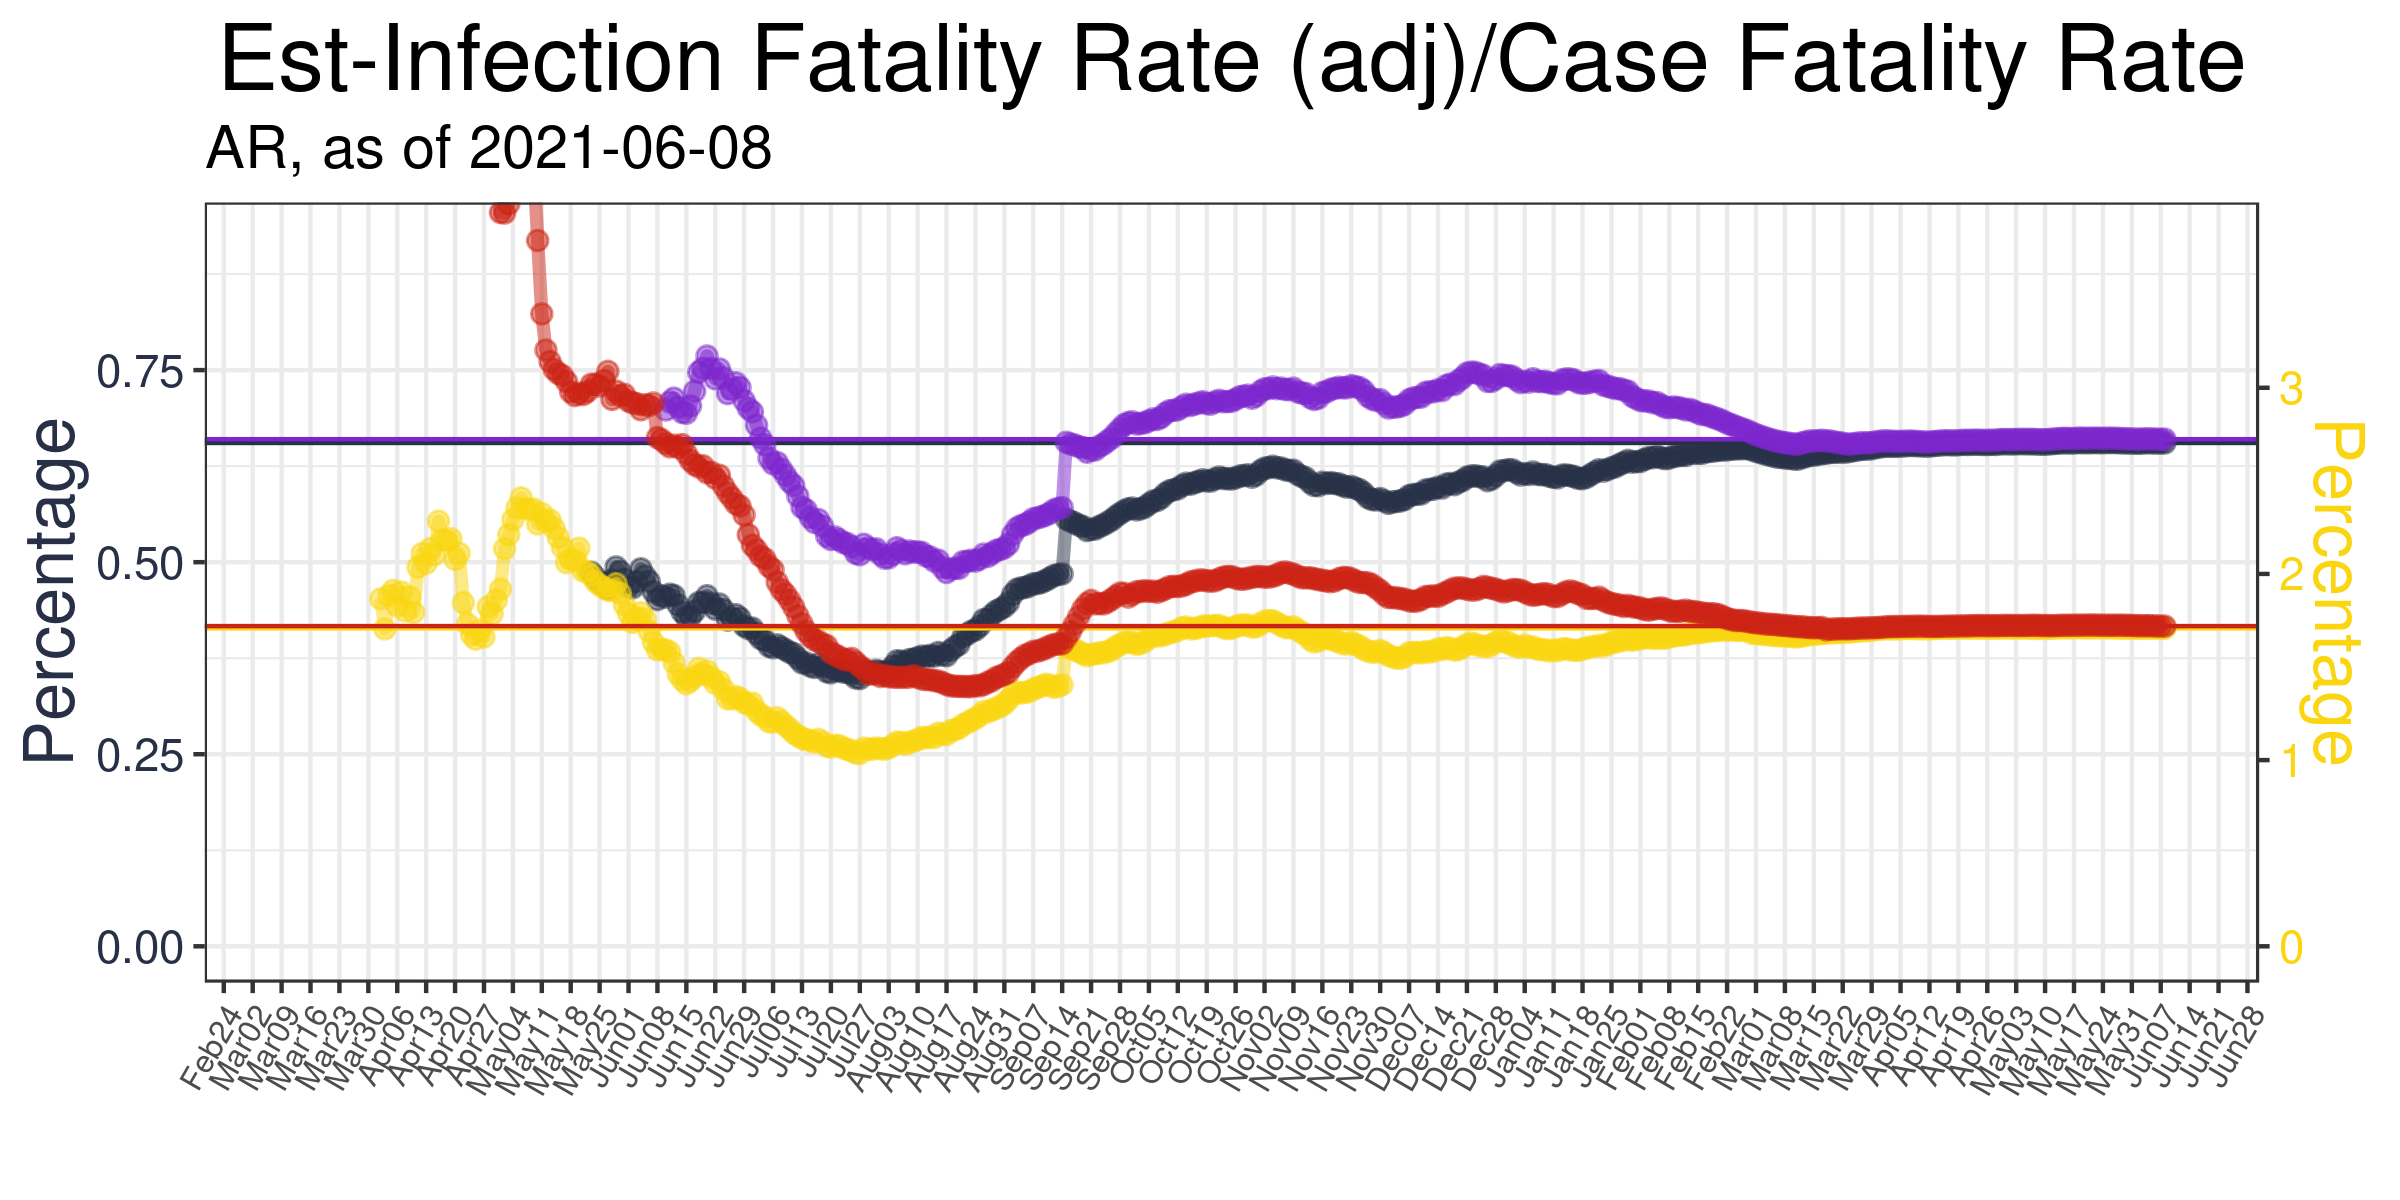 Est-Infection Fatality Rate (adj)/Case Fatality Rate
AR, as of 2021-06-08
Percentage
0.75
0.50
0.25
0.00
3
2
1
0
Percentage
Feb24
Mar02
Mar09
Mar16
Mar23
Mar30
Apr06
Apr13
Apr20
Apr27
May04
May11
May18
May25
Jun01
Jun08
Jun15
Jun22
Jun29
Jul06
Jul13
Jul20
Jul27
Aug03
Aug10
Aug17
Aug24
Aug31
Sep07
Sep14
Sep21
Sep28
Oct05
Oct12
Oct19
Oct26
Nov02
Nov09
Nov16
Nov23
Nov30
Dec07
Dec14
Dec21
Dec28
Jan04
Jan11
Jan18
Jan25
Feb01
Feb08
Feb15
Feb22
Mar01
Mar08
Mar15
Mar22
Mar29
Apr05
Apr12
Apr19
Apr26
May03
May10
May17
May24
May31
Jun07
Jun14
Jun21
Jun28